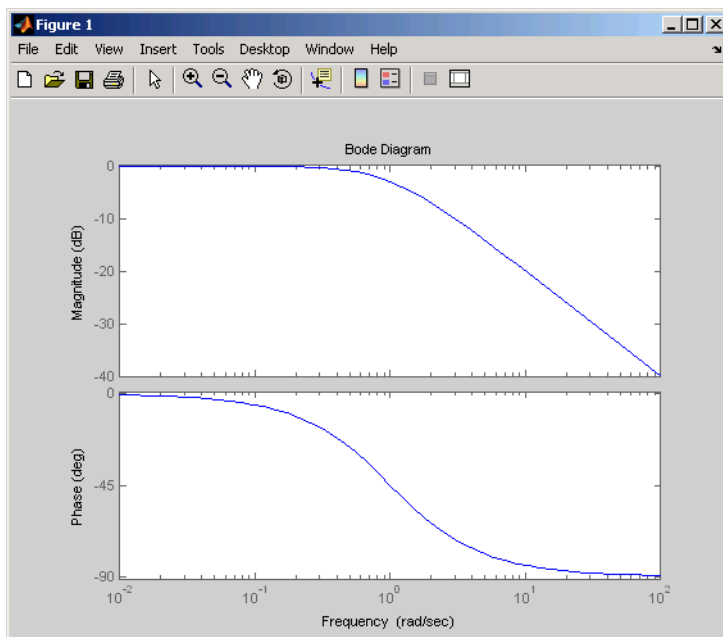 Figure 1
File Edit View Insert Tools Desktop Window Help
Bode Diagram
Magnitude (dB)
0
-10
-20
-30
-40
Phase (deg)
0
-45
-90
10^-2 10^-1 10^0 10^1 10^2
Frequency (rad/sec)